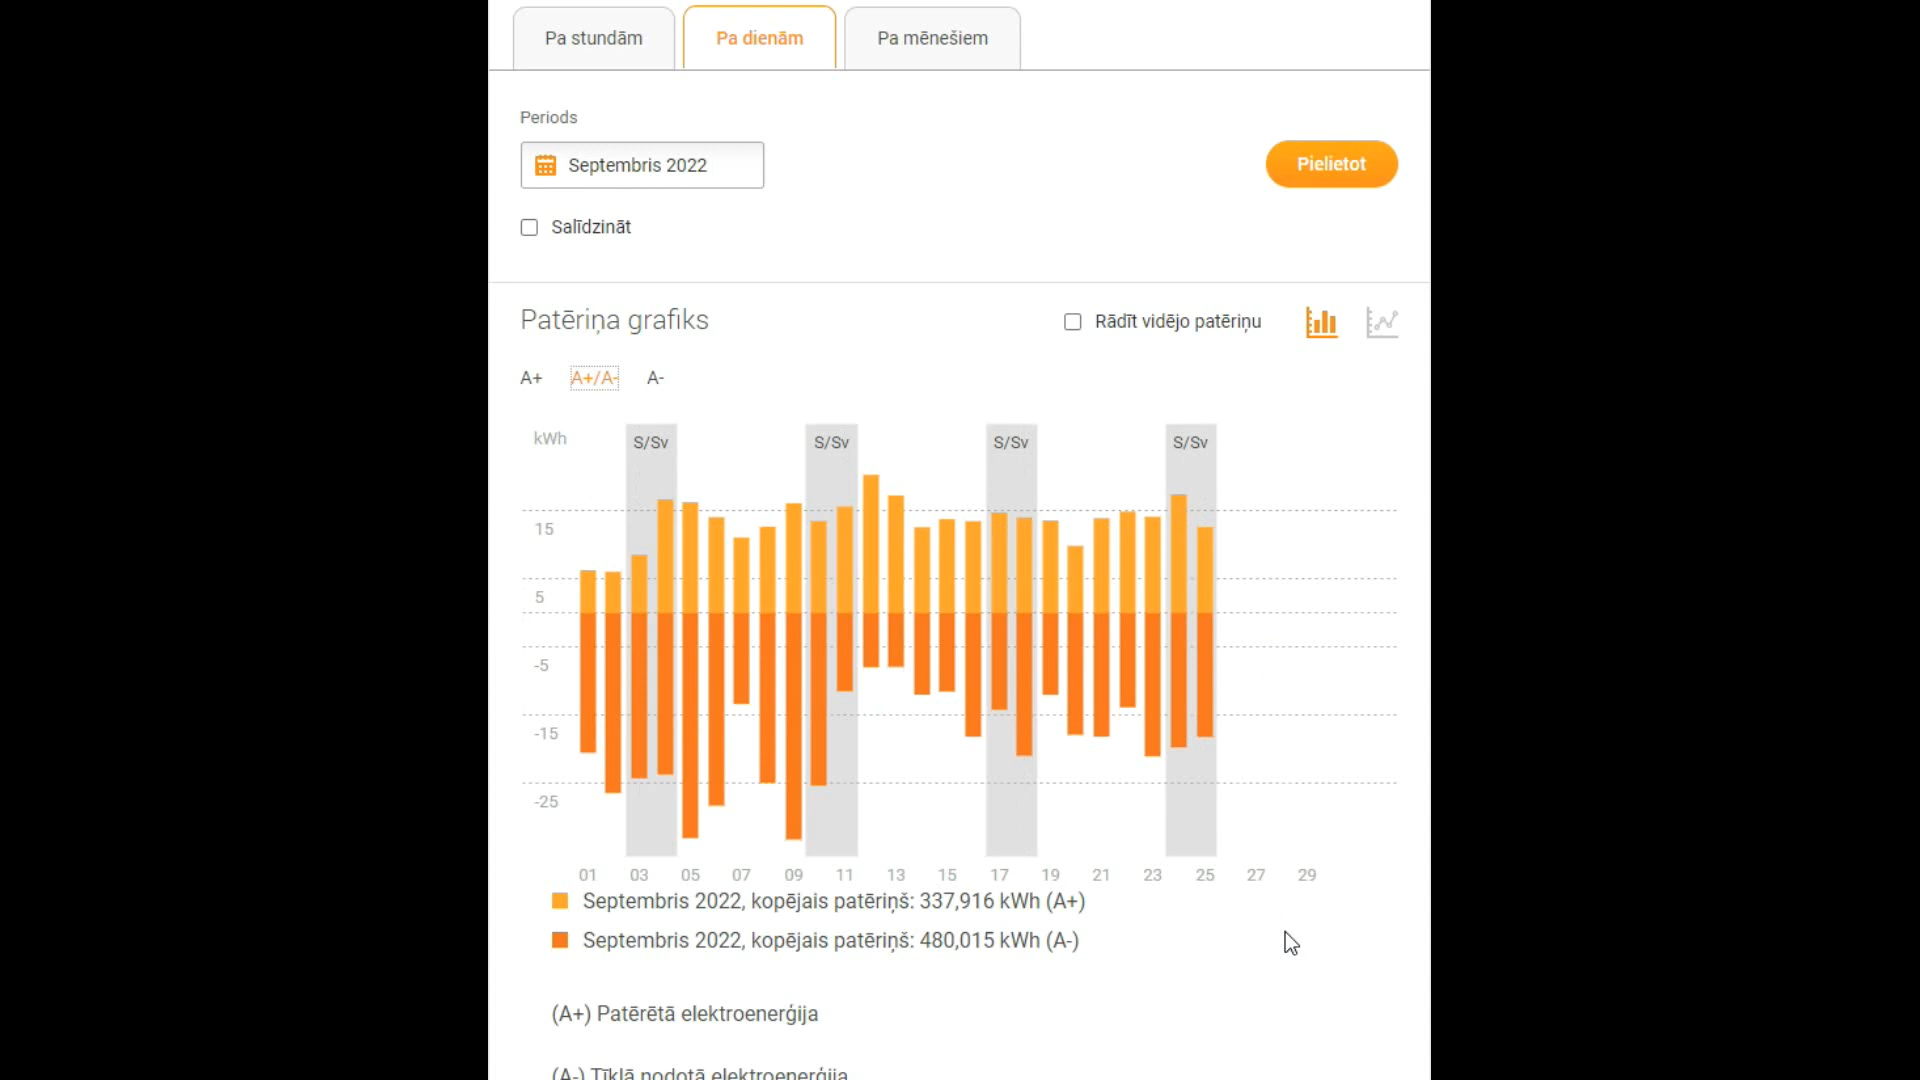 Pa stundām Pa dienām Pa mēnešiem
Periods
Septembris 2022
Pielietot
Salīdzināt
Patēriņa grafiks
Rādīt vidējo patēriņu
A+ A+/A- A-
kWh
S/Sv S/Sv S/Sv S/Sv
15
5
-5
-15
-25
01 03 05 07 09 11 13 15 17 19 21 23 25 27 29
Septembris 2022, kopējais patēriņš: 337,916 kWh (A+)
Septembris 2022, kopējais patēriņš: 480,015 kWh (A-)
(A+) Patērētā elektroenerģija
(A-) Tīklā nodotā elektroenerģija